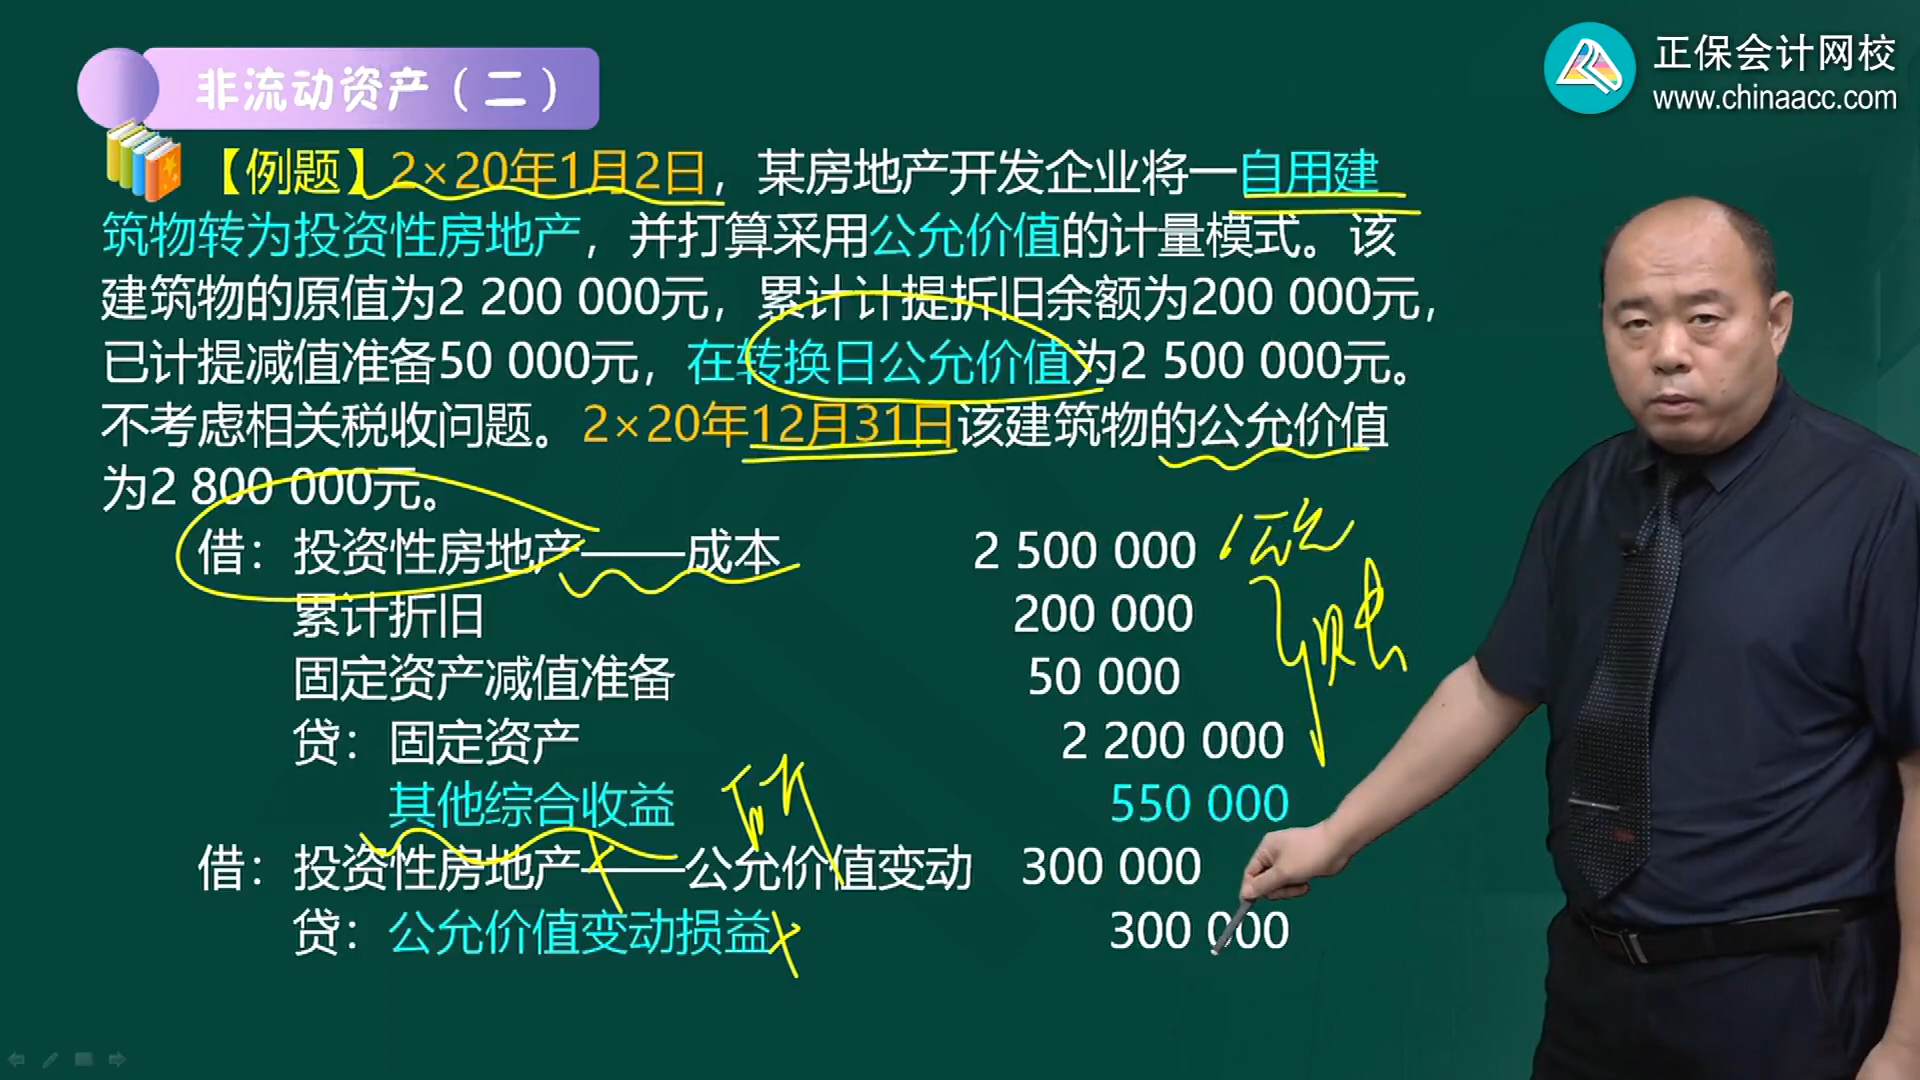 正保会计网校
www.chinaacc.com
非流动资产（二）
【例题】2×20年1月2日，某房地产开发企业将一自用建
筑物转为投资性房地产，并打算采用公允价值的计量模式。该
建筑物的原值为2 200 000元，累计计提折旧余额为200 000元，
已计提减值准备50 000元，在转换日公允价值为2 500 000元。
不考虑相关税收问题。2×20年12月31日该建筑物的公允价值
为2 800 000元。
借：投资性房地产——成本 2 500 000
累计折旧 200 000
固定资产减值准备 50 000
贷：固定资产 2 200 000
其他综合收益 550 000
借：投资性房地产——公允价值变动 300 000
贷：公允价值变动损益 300 000